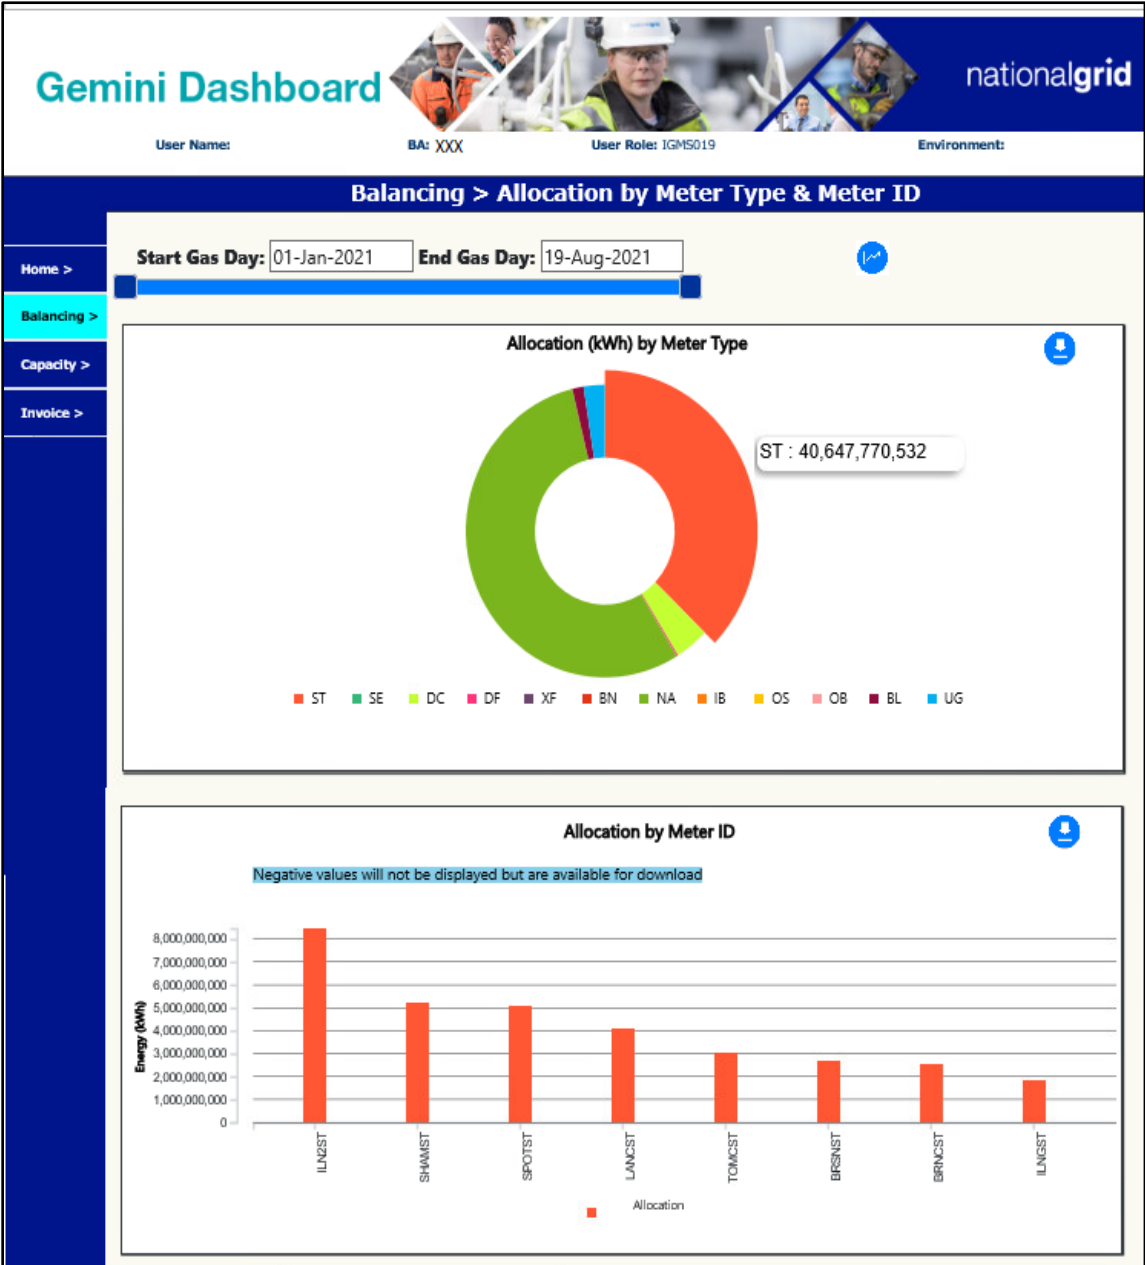 Gemini Dashboard
nationalgrid
User Name: BA: XXX User Role: IGMS019 Environment:
Balancing > Allocation by Meter Type & Meter ID
Start Gas Day: 01-Jan-2021 End Gas Day: 19-Aug-2021
Home >
Balancing >
Capacity >
Invoice >
Allocation (kWh) by Meter Type
ST : 40,647,770,532
ST SE DC DF XF BN NA IB OS OB BL UG
Allocation by Meter ID
Negative values will not be displayed but are available for download
Energy (kWh)
8,000,000,000
7,000,000,000
6,000,000,000
5,000,000,000
4,000,000,000
3,000,000,000
2,000,000,000
1,000,000,000
0
ILN2ST
SHAMST
SPOTST
LANCST
TOMCST
BRSNST
BRNCST
ILNGST
Allocation